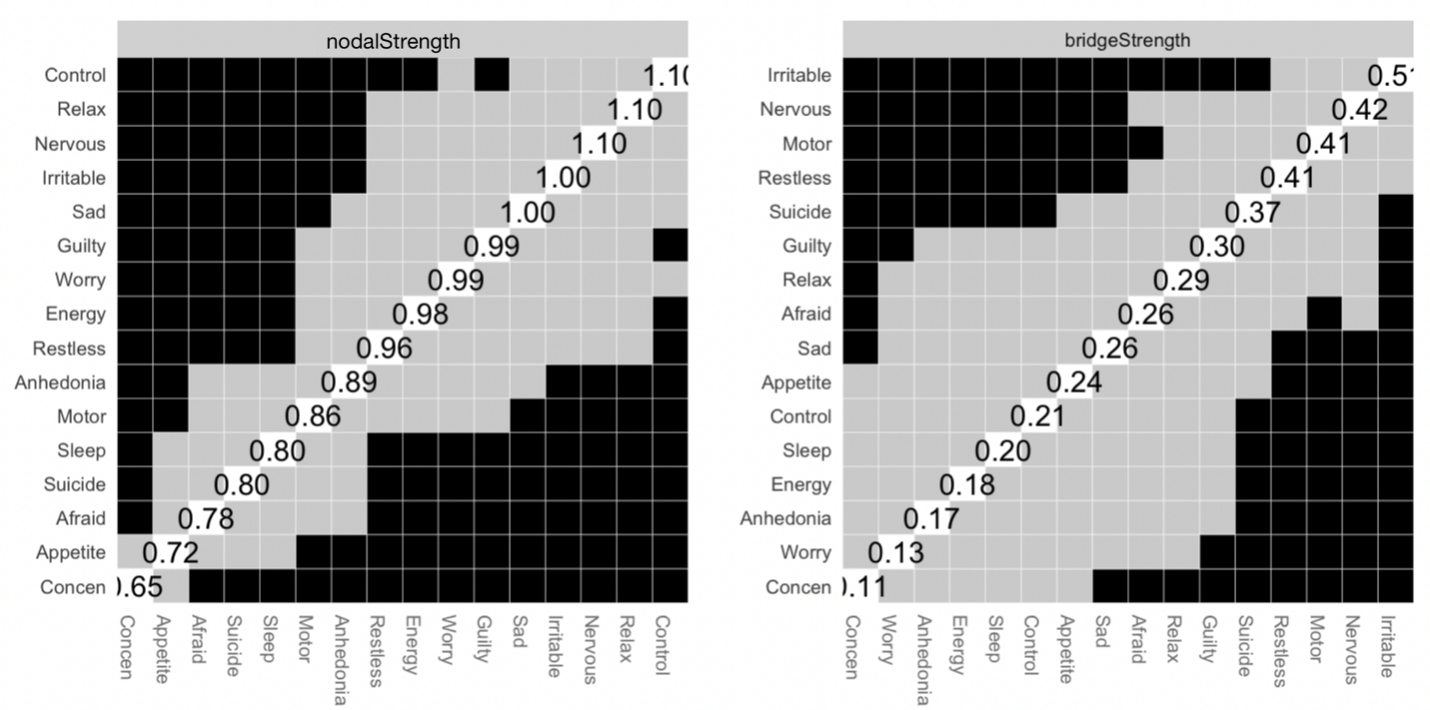 nodalStrength
Control 1.10
Relax 1.10
Nervous 1.10
Irritable 1.00
Sad 1.00
Guilty 0.99
Worry 0.99
Energy 0.98
Restless 0.96
Anhedonia 0.89
Motor 0.86
Sleep 0.80
Suicide 0.80
Afraid 0.78
Appetite 0.72
Concen 0.65
Concen
Appetite
Afraid
Suicide
Sleep
Motor
Anhedonia
Restless
Energy
Worry
Guilty
Sad
Irritable
Nervous
Relax
Control
bridgeStrength
Irritable 0.51
Nervous 0.42
Motor 0.41
Restless 0.41
Suicide 0.37
Guilty 0.30
Relax 0.29
Afraid 0.26
Sad 0.26
Appetite 0.24
Control 0.21
Sleep 0.20
Energy 0.18
Anhedonia 0.17
Worry 0.13
Concen 0.11
Concen
Worry
Anhedonia
Energy
Sleep
Control
Appetite
Sad
Afraid
Relax
Guilty
Suicide
Restless
Motor
Nervous
Irritable